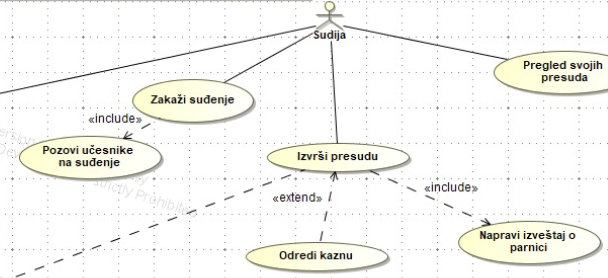 Sudija
Pregled svojih
presuda
Zakaži suđenje
«include»
Pozovi učesnike
na suđenje
Izvrši presudu
«extend»
«include»
Odredi kaznu
Napravi izveštaj o
parnici